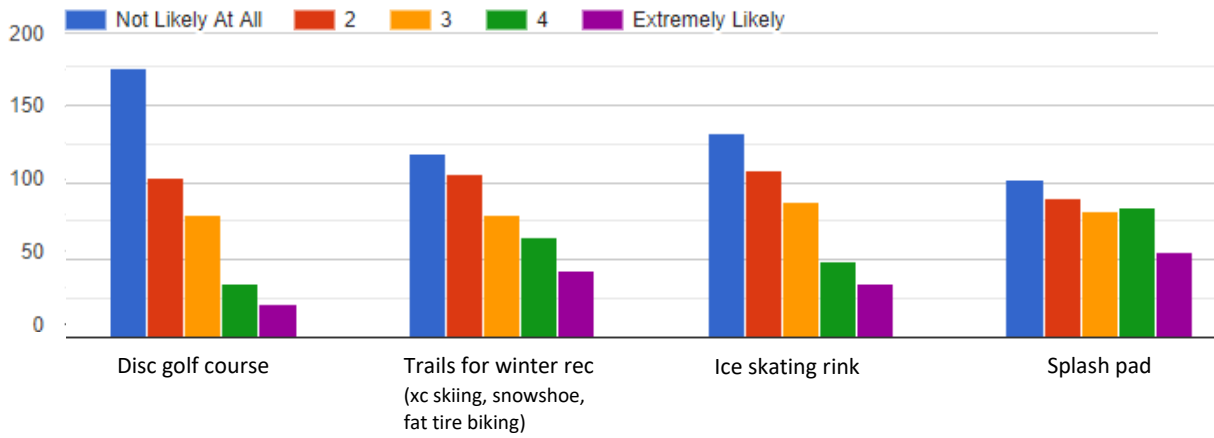 Not Likely At All 2 3 4 Extremely Likely
200
150
100
50
0
Disc golf course Trails for winter rec Ice skating rink Splash pad
(xc skiing, snowshoe,
fat tire biking)